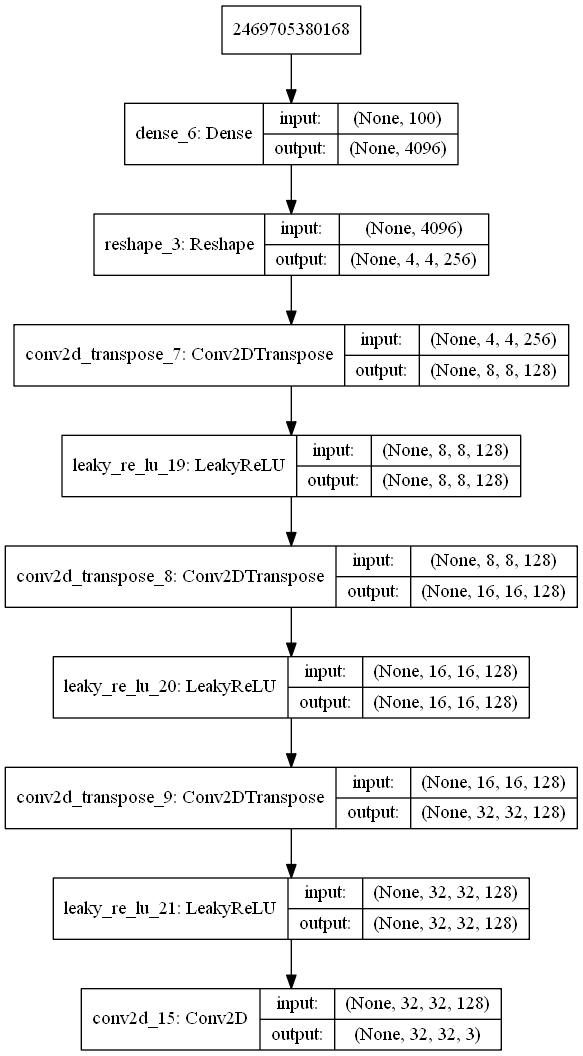 2469705380168
dense_6: Dense
input: (None, 100)
output: (None, 4096)
reshape_3: Reshape
input: (None, 4096)
output: (None, 4, 4, 256)
conv2d_transpose_7: Conv2DTranspose
input: (None, 4, 4, 256)
output: (None, 8, 8, 128)
leaky_re_lu_19: LeakyReLU
input: (None, 8, 8, 128)
output: (None, 8, 8, 128)
conv2d_transpose_8: Conv2DTranspose
input: (None, 8, 8, 128)
output: (None, 16, 16, 128)
leaky_re_lu_20: LeakyReLU
input: (None, 16, 16, 128)
output: (None, 16, 16, 128)
conv2d_transpose_9: Conv2DTranspose
input: (None, 16, 16, 128)
output: (None, 32, 32, 128)
leaky_re_lu_21: LeakyReLU
input: (None, 32, 32, 128)
output: (None, 32, 32, 128)
conv2d_15: Conv2D
input: (None, 32, 32, 128)
output: (None, 32, 32, 3)